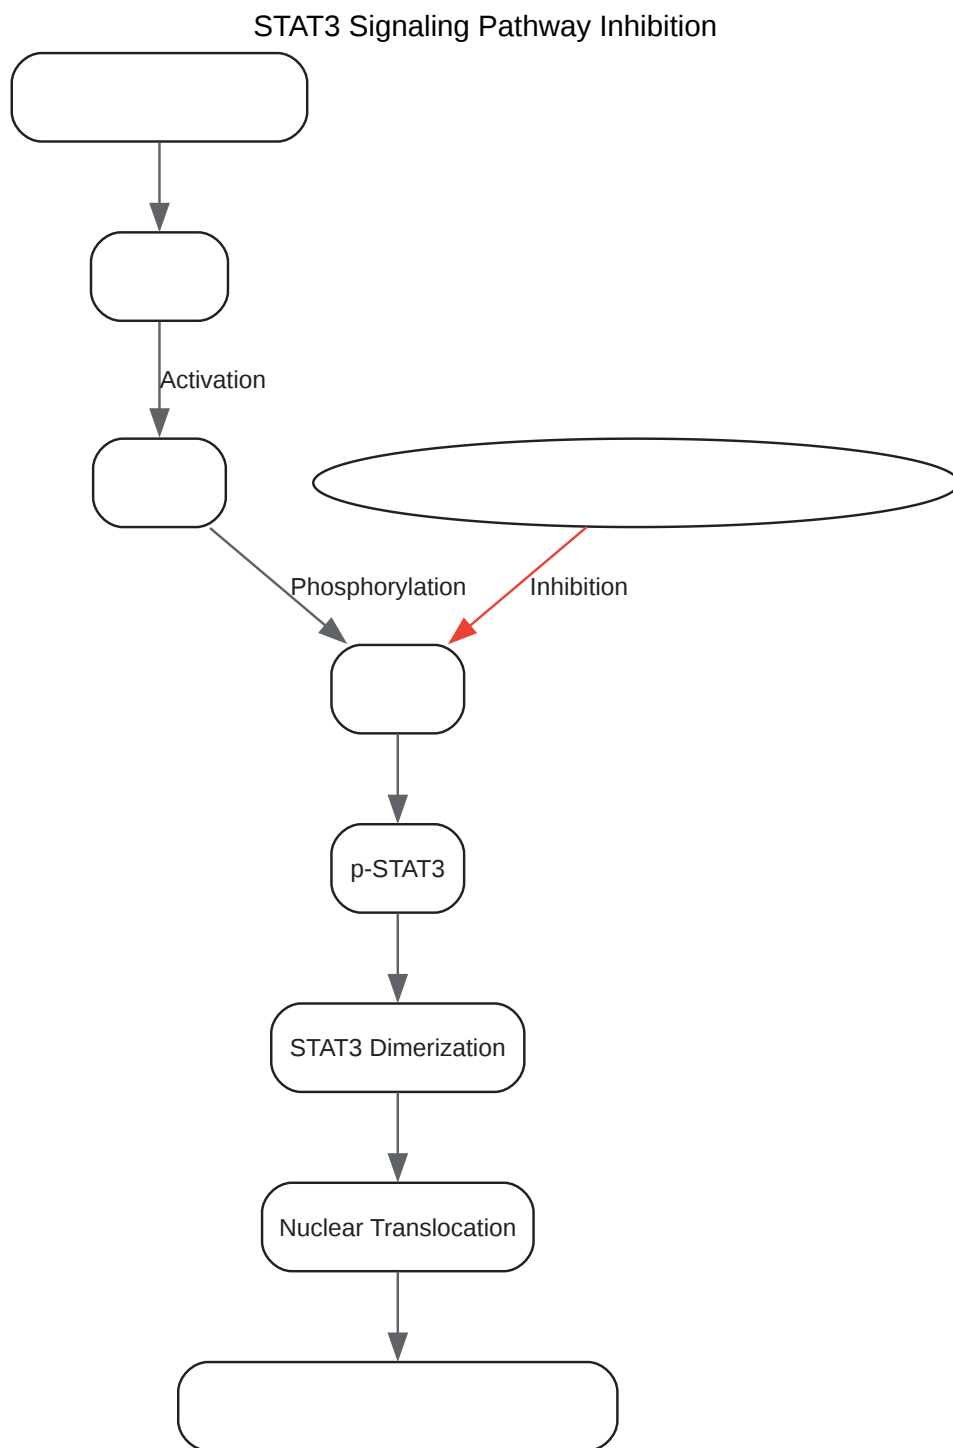 STAT3 Signaling Pathway Inhibition
Activation
Phosphorylation
Inhibition
p-STAT3
STAT3 Dimerization
Nuclear Translocation